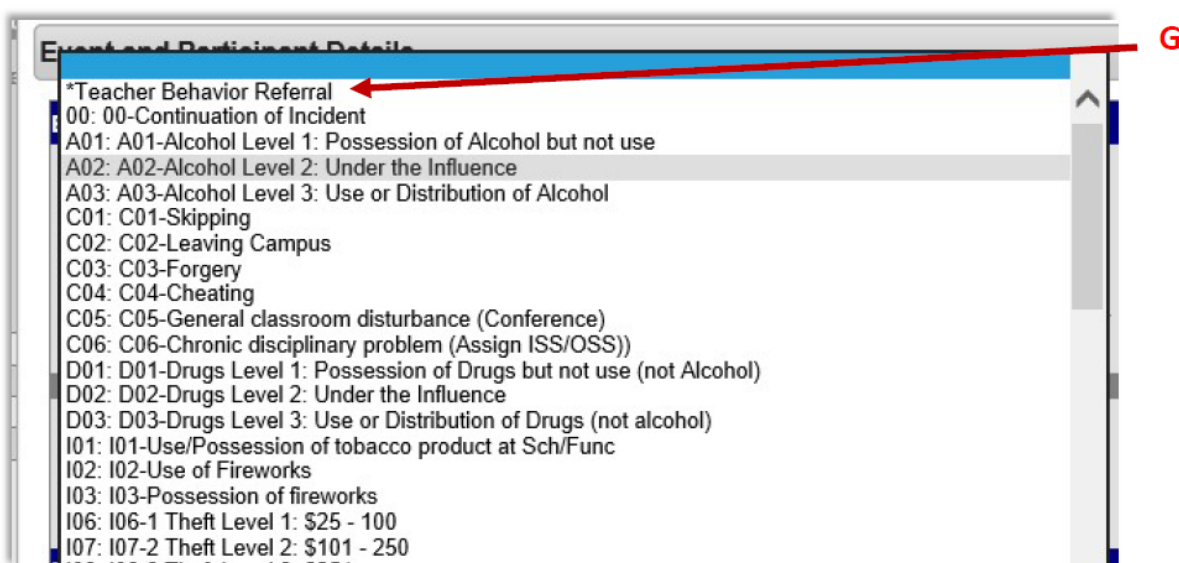 Event and Participant Details
G
*Teacher Behavior Referral
00: 00-Continuation of Incident
A01: A01-Alcohol Level 1: Possession of Alcohol but not use
A02: A02-Alcohol Level 2: Under the Influence
A03: A03-Alcohol Level 3: Use or Distribution of Alcohol
C01: C01-Skipping
C02: C02-Leaving Campus
C03: C03-Forgery
C04: C04-Cheating
C05: C05-General classroom disturbance (Conference)
C06: C06-Chronic disciplinary problem (Assign ISS/OSS))
D01: D01-Drugs Level 1: Possession of Drugs but not use (not Alcohol)
D02: D02-Drugs Level 2: Under the Influence
D03: D03-Drugs Level 3: Use or Distribution of Drugs (not alcohol)
I01: I01-Use/Possession of tobacco product at Sch/Func
I02: I02-Use of Fireworks
I03: I03-Possession of fireworks
I06: I06-1 Theft Level 1: $25 - 100
I07: I07-2 Theft Level 2: $101 - 250